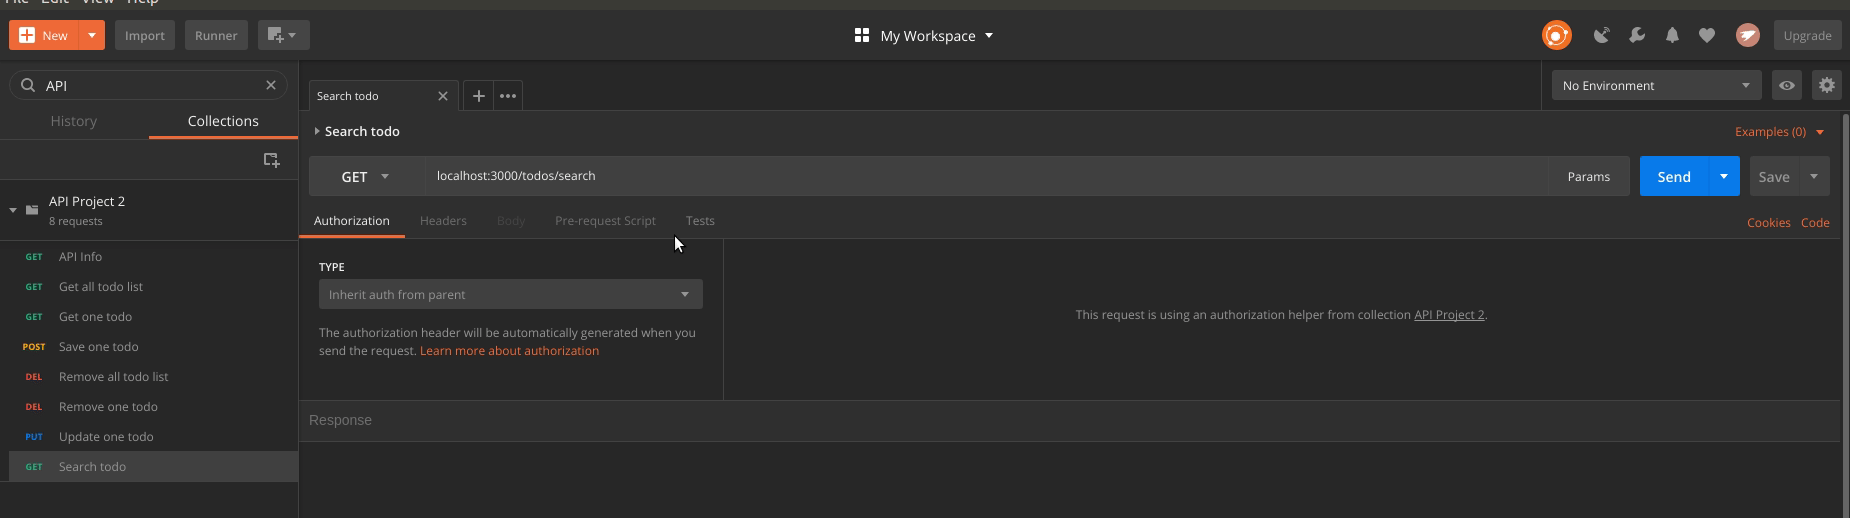 File Edit View Help
New
Import
Runner
My Workspace
Upgrade
API
History
Collections
API Project 2
8 requests
GET API Info
GET Get all todo list
GET Get one todo
POST Save one todo
DEL Remove all todo list
DEL Remove one todo
PUT Update one todo
GET Search todo
Search todo
No Environment
Search todo
Examples (0)
GET
localhost:3000/todos/search
Params
Send
Save
Authorization
Headers
Body
Pre-request Script
Tests
Cookies
Code
TYPE
Inherit auth from parent
The authorization header will be automatically generated when you
send the request. Learn more about authorization
This request is using an authorization helper from collection API Project 2.
Response